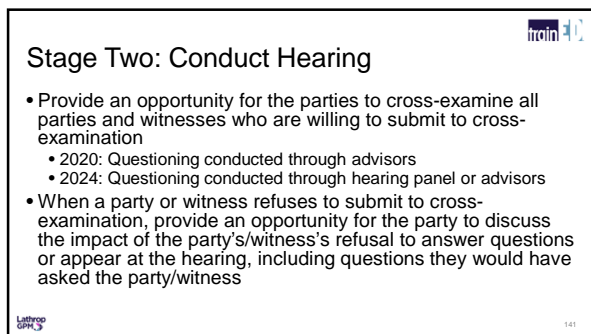 trainED
Stage Two: Conduct Hearing
• Provide an opportunity for the parties to cross-examine all
parties and witnesses who are willing to submit to cross-
examination
• 2020: Questioning conducted through advisors
• 2024: Questioning conducted through hearing panel or advisors
• When a party or witness refuses to submit to cross-
examination, provide an opportunity for the party to discuss
the impact of the party's/witness's refusal to answer questions
or appear at the hearing, including questions they would have
asked the party/witness
Lathrop
GPM
141